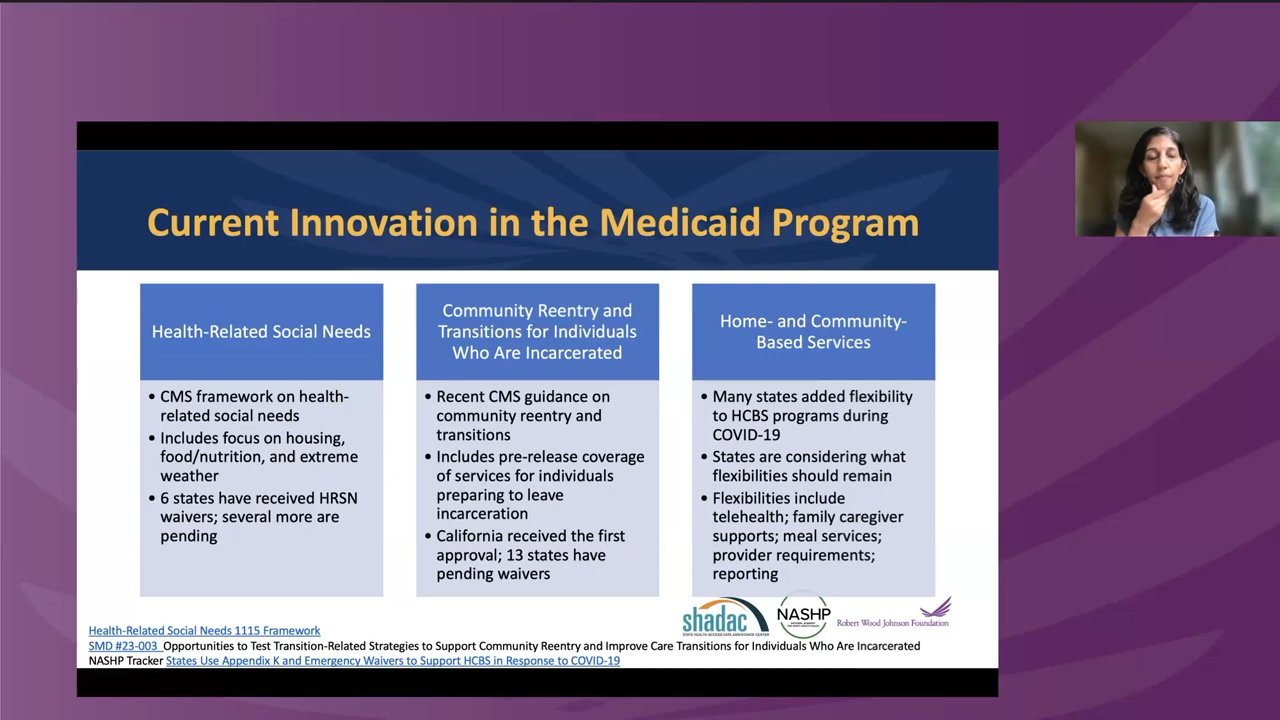 Current Innovation in the Medicaid Program
Health-Related Social Needs
• CMS framework on health-
related social needs
• Includes focus on housing,
food/nutrition, and extreme
weather
• 6 states have received HRSN
waivers; several more are
pending
Community Reentry and
Transitions for Individuals
Who Are Incarcerated
• Recent CMS guidance on
community reentry and
transitions
• Includes pre-release coverage
of services for individuals
preparing to leave
incarceration
• California received the first
approval; 13 states have
pending waivers
Home- and Community-
Based Services
• Many states added flexibility
to HCBS programs during
COVID-19
• States are considering what
flexibilities should remain
• Flexibilities include
telehealth; family caregiver
supports; meal services;
provider requirements;
reporting
shadac
STATE HEALTH ACCESS DATA ASSISTANCE CENTER
NASHP
Robert Wood Johnson Foundation
Health-Related Social Needs 1115 Framework
SMD #23-003 Opportunities to Test Transition-Related Strategies to Support Community Reentry and Improve Care Transitions for Individuals Who Are Incarcerated
NASHP Tracker States Use Appendix K and Emergency Waivers to Support HCBS in Response to COVID-19